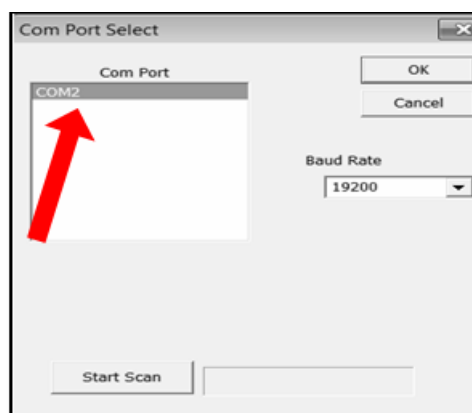 Com Port Select
Com Port
COM2
OK
Cancel
Baud Rate
19200
Start Scan